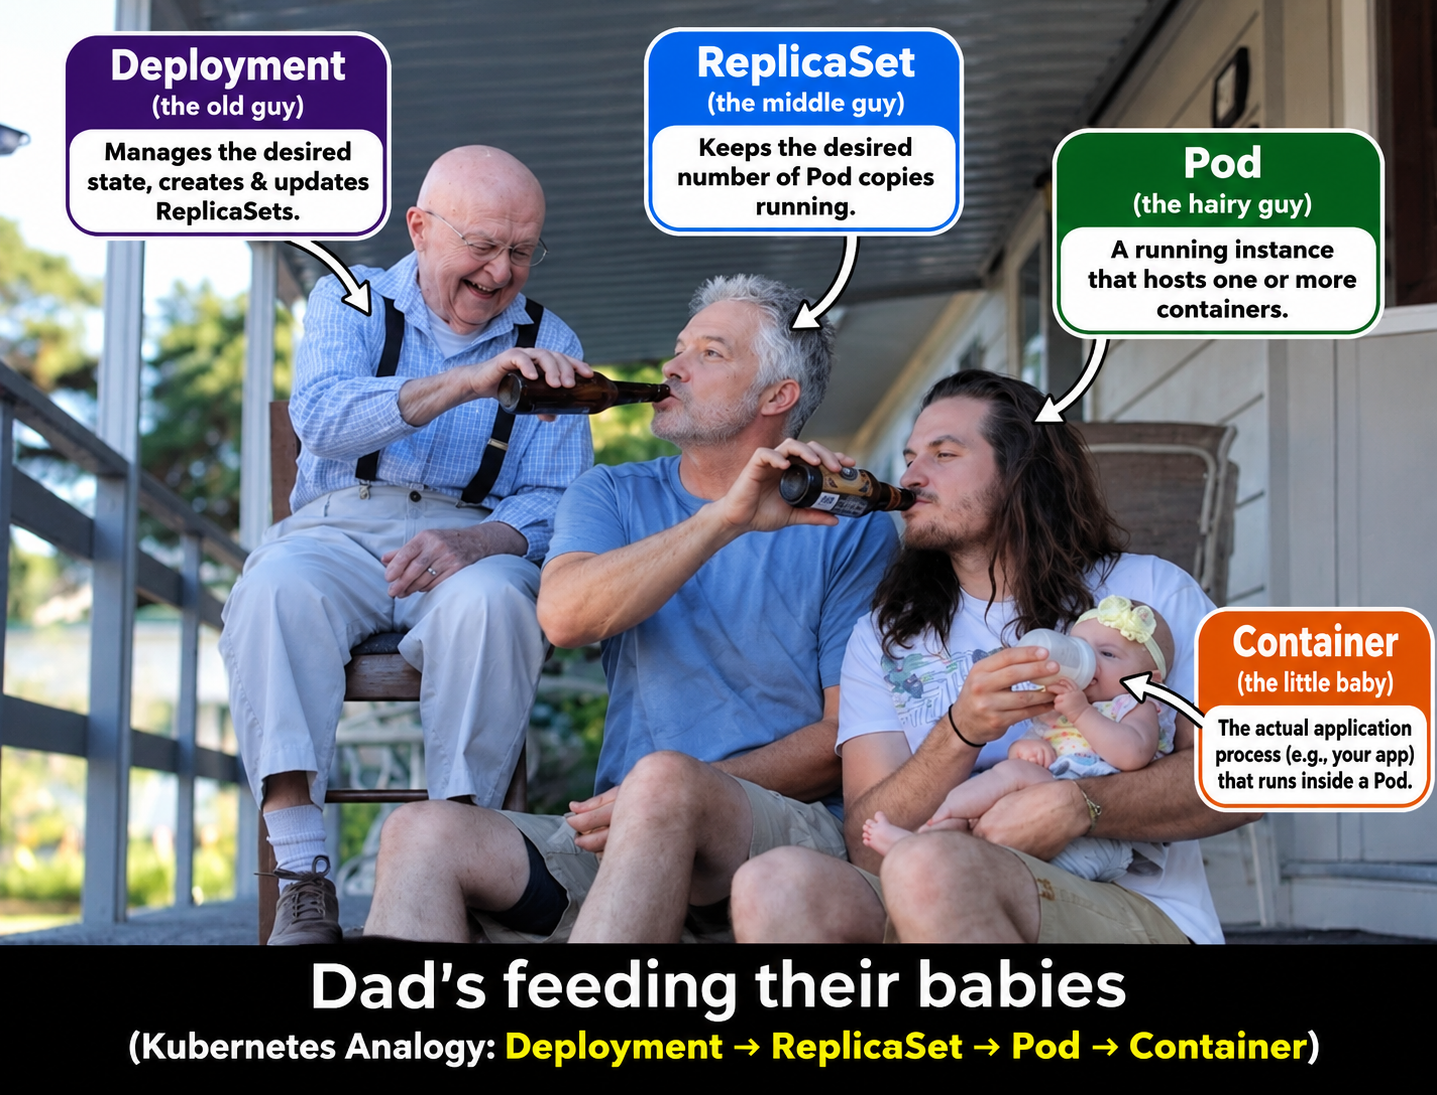 Deployment
(the old guy)
Manages the desired
state, creates & updates
ReplicaSets.
ReplicaSet
(the middle guy)
Keeps the desired
number of Pod copies
running.
Pod
(the hairy guy)
A running instance
that hosts one or more
containers.
Container
(the little baby)
The actual application
process (e.g., your app)
that runs inside a Pod.
Dad's feeding their babies
(Kubernetes Analogy: Deployment → ReplicaSet → Pod → Container)